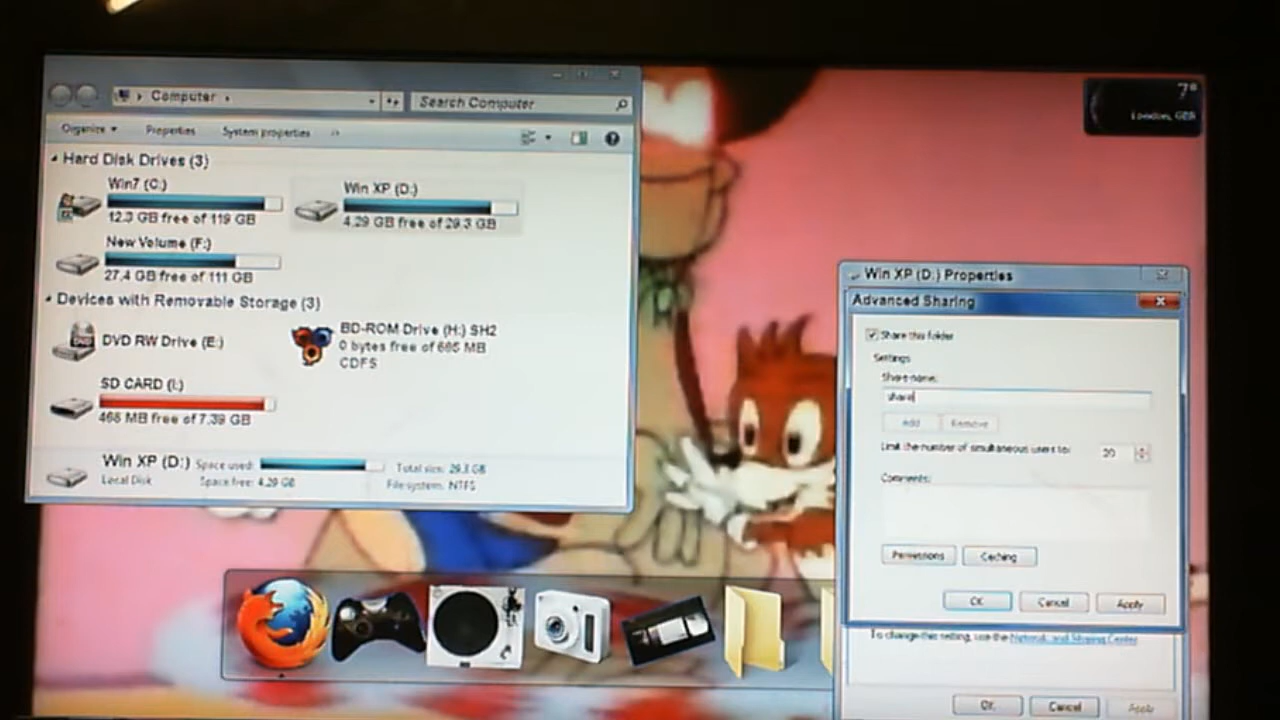 Computer
Search Computer
Organize
Properties
System properties
»
Hard Disk Drives (3)
Win7 (C:)
12.3 GB free of 119 GB
Win XP (D:)
4.29 GB free of 29.3 GB
New Volume (F:)
27.4 GB free of 111 GB
Devices with Removable Storage (3)
DVD RW Drive (E:)
BD-ROM Drive (H:) SH2
0 bytes free of 665 MB
CDFS
SD CARD (I:)
468 MB free of 7.39 GB
Win XP (D:) Space used:
Total size: 29.3 GB
Local Disk
Space free: 4.29 GB
File system: NTFS
7°
London, GBR
Win XP (D:) Properties
Advanced Sharing
Share this folder
Settings
Share name:
share
Add
Remove
Limit the number of simultaneous users to:
20
Comments:
Permissions
Caching
OK
Cancel
Apply
To change this setting, use the Network and Sharing Center
OK
Cancel
Apply